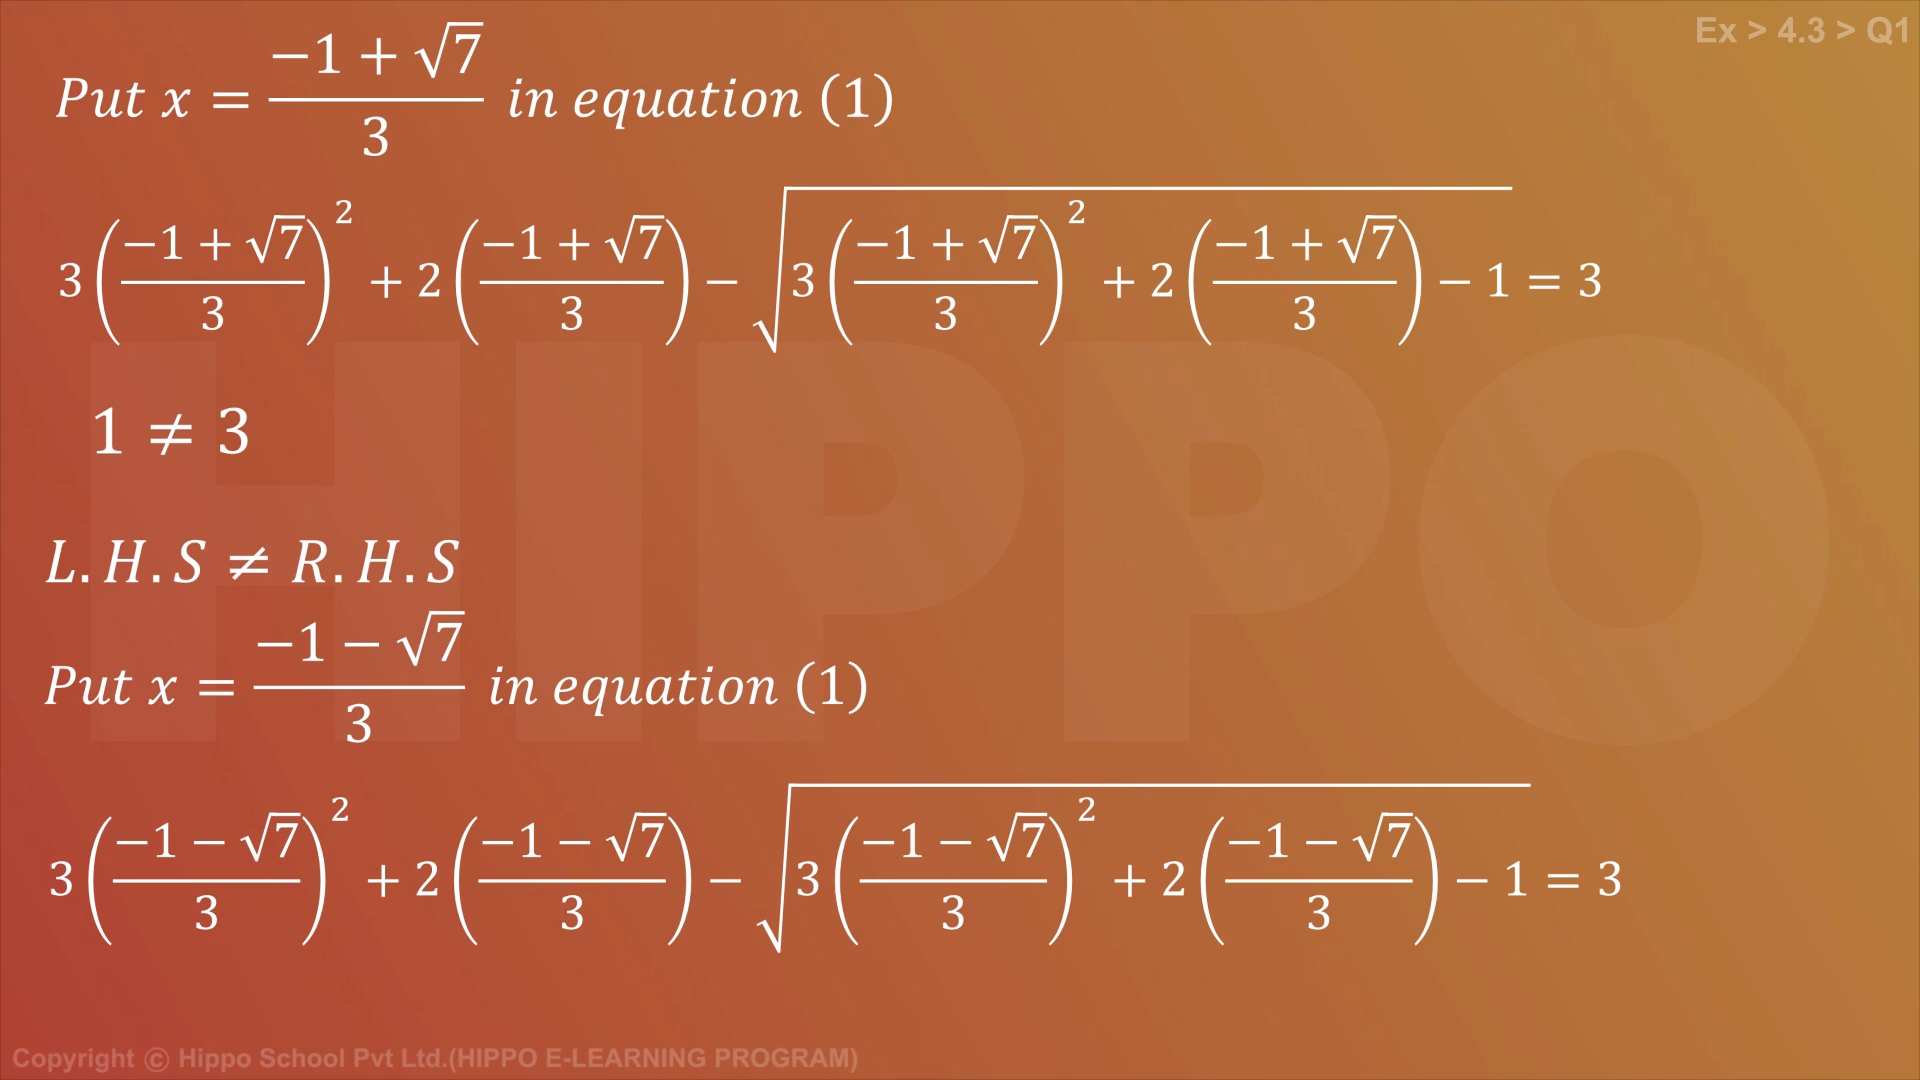 Ex > 4.3 > Q1
Put x = (−1 + √7)/3 in equation (1)
3((−1 + √7)/3)² + 2((−1 + √7)/3) − √(3((−1 + √7)/3)² + 2((−1 + √7)/3) − 1) = 3
1 ≠ 3
L.H.S ≠ R.H.S
Put x = (−1 − √7)/3 in equation (1)
3((−1 − √7)/3)² + 2((−1 − √7)/3) − √(3((−1 − √7)/3)² + 2((−1 − √7)/3) − 1) = 3
HIPPO
Copyright © Hippo School Pvt Ltd.(HIPPO E-LEARNING PROGRAM)